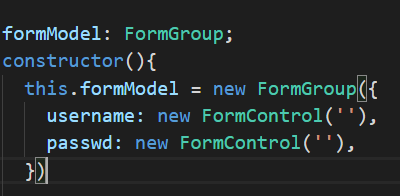 formModel: FormGroup;
constructor(){
this.formModel = new FormGroup({
username: new FormControl(''),
passwd: new FormControl(''),
})